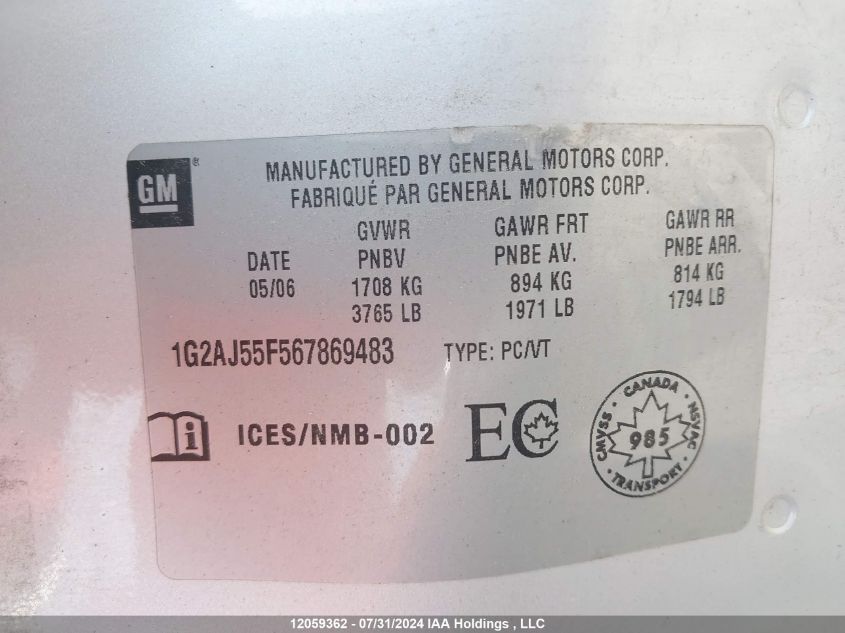 GM ®
MANUFACTURED BY GENERAL MOTORS CORP.
FABRIQUÉ PAR GENERAL MOTORS CORP.
DATE GVWR PNBV GAWR FRT PNBE AV. GAWR RR PNBE ARR.
05/06 1708 KG 894 KG 814 KG
3765 LB 1971 LB 1794 LB
1G2AJ55F567869483 TYPE: PC/VT
i ICES/NMB-002 EC
CANADA
CMVSS · 985 · NSVAC
· TRANSPORT ·
12059362 - 07/31/2024 IAA Holdings , LLC